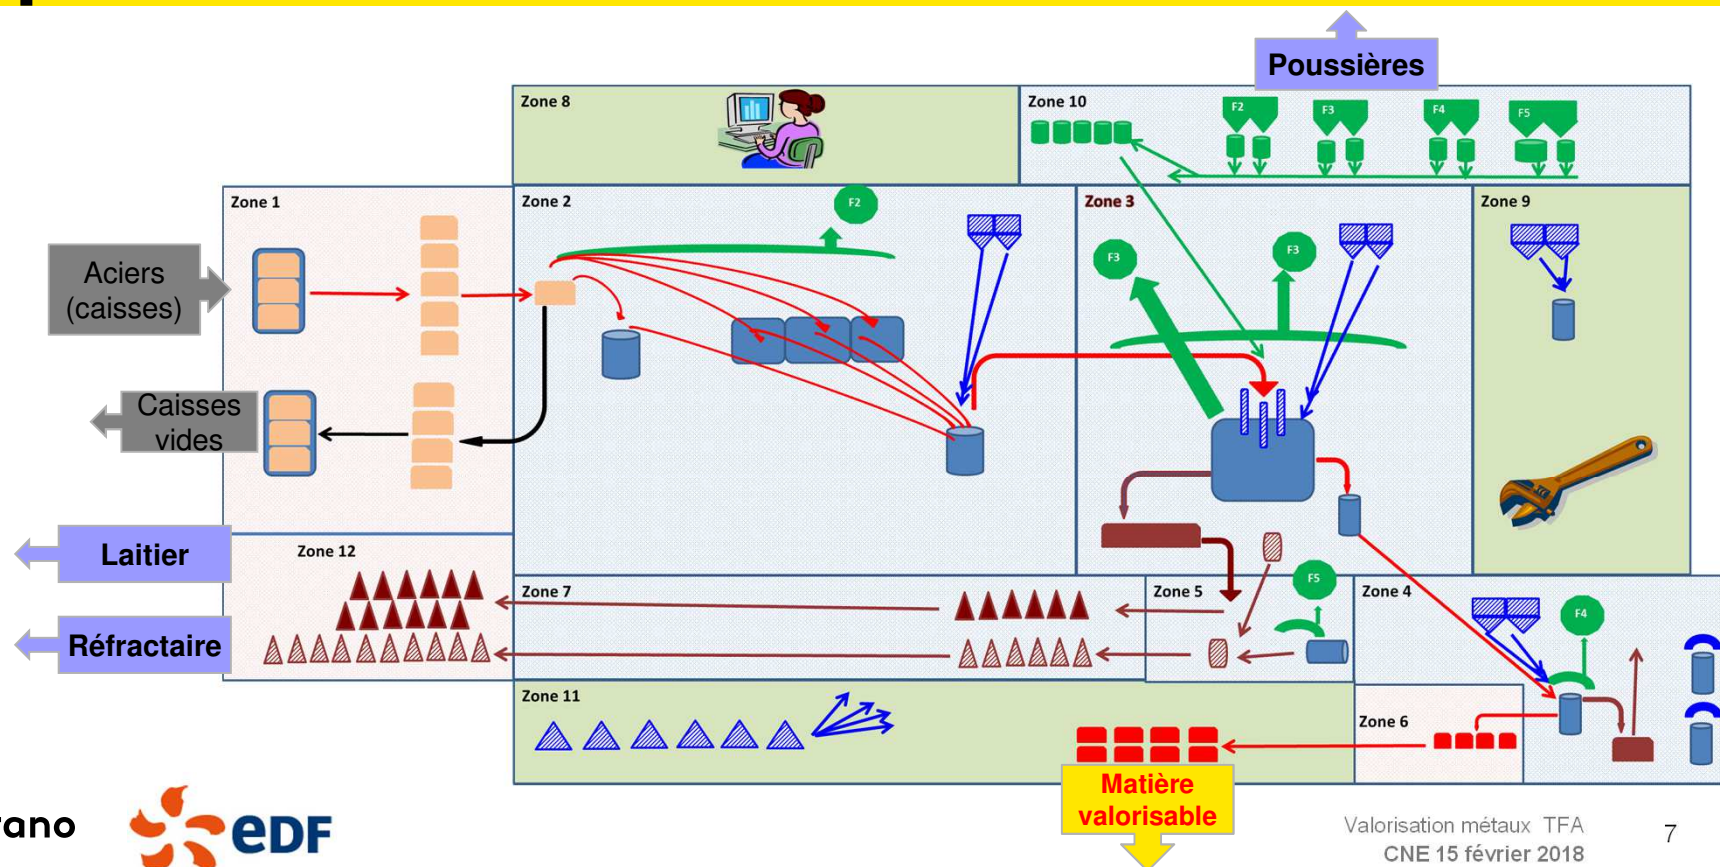 Poussières
Zone 8
Zone 10
F2
F3
F4
F5
Zone 1
Zone 2
F2
Zone 3
F3
F3
Zone 9
Aciers
(caisses)
Caisses
vides
Laitier
Réfractaire
Zone 12
Zone 7
Zone 5
F5
Zone 4
F4
Zone 11
Zone 6
Matière
valorisable
rano
eDF
Valorisation métaux TFA
CNE 15 février 2018
7